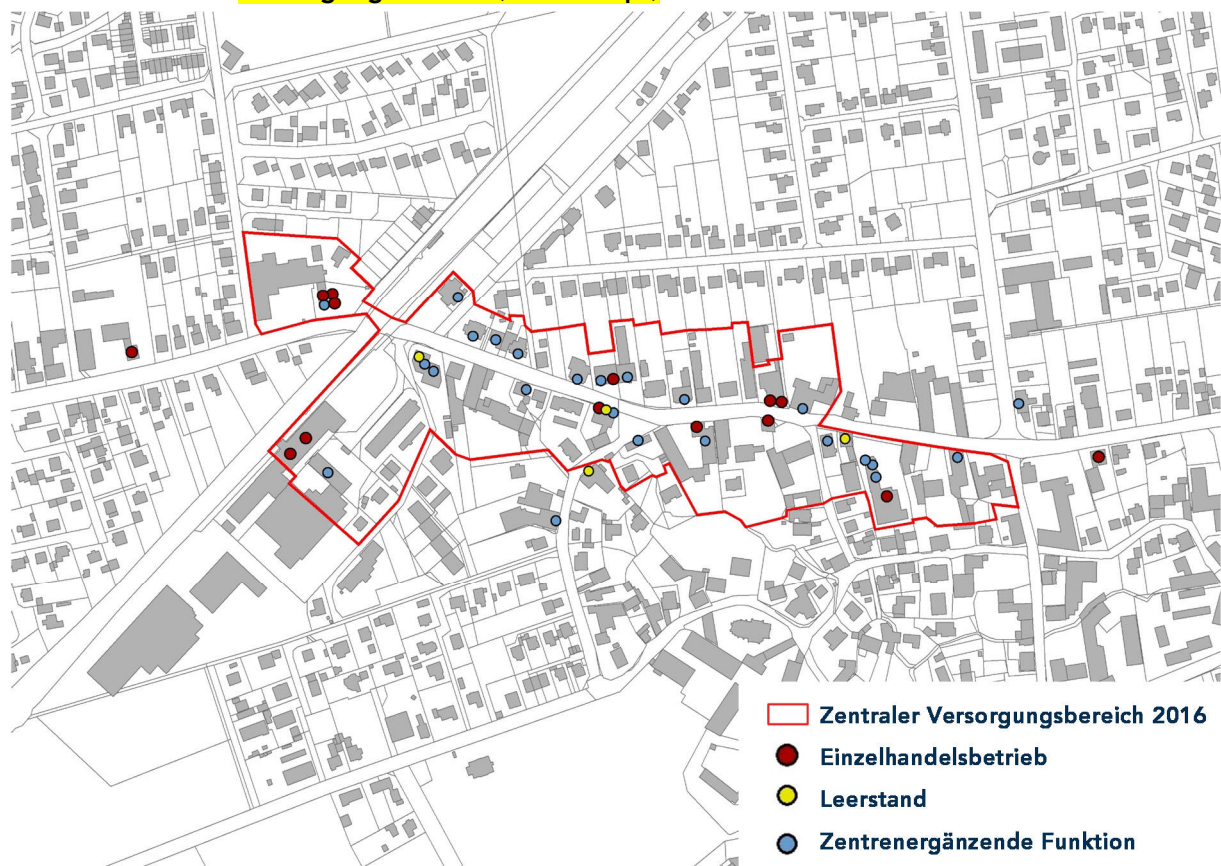 Zentraler Versorgungsbereich 2016
Einzelhandelsbetrieb
Leerstand
Zentrenergänzende Funktion